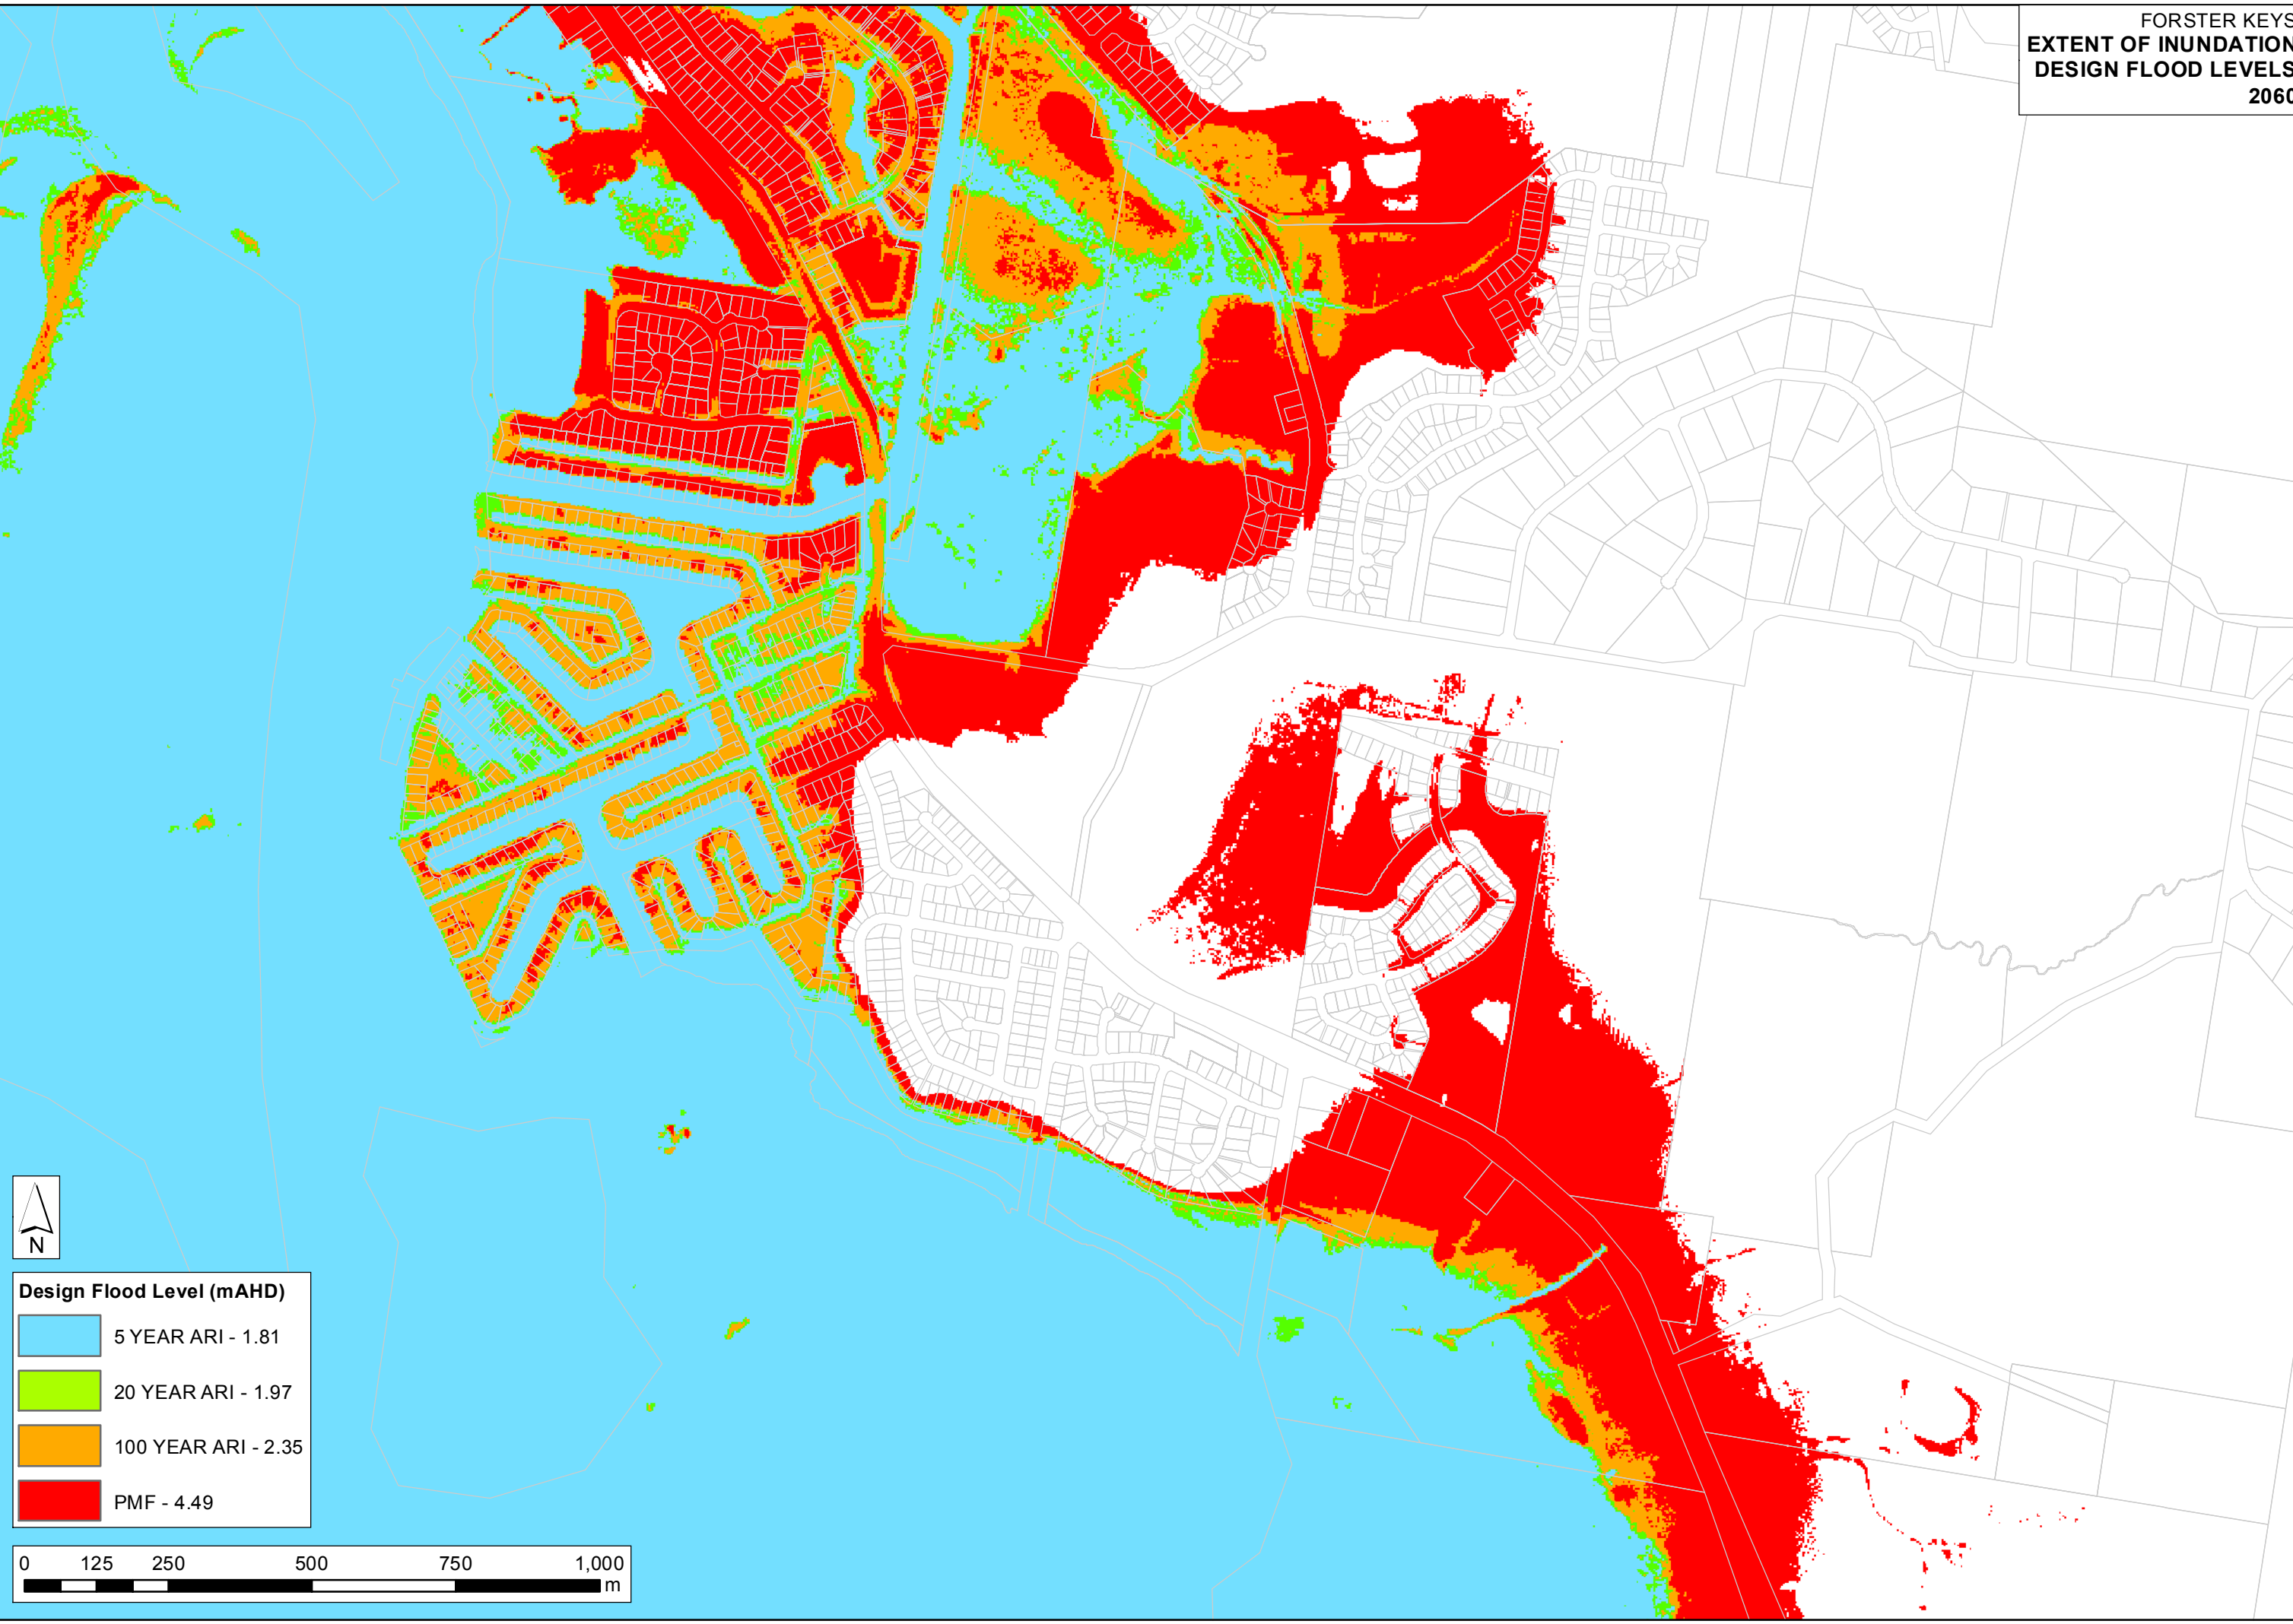 FORSTER KEYS
EXTENT OF INUNDATION
DESIGN FLOOD LEVELS
2060
N
Design Flood Level (mAHD)
5 YEAR ARI - 1.81
20 YEAR ARI - 1.97
100 YEAR ARI - 2.35
PMF - 4.49
0 125 250 500 750 1,000
m